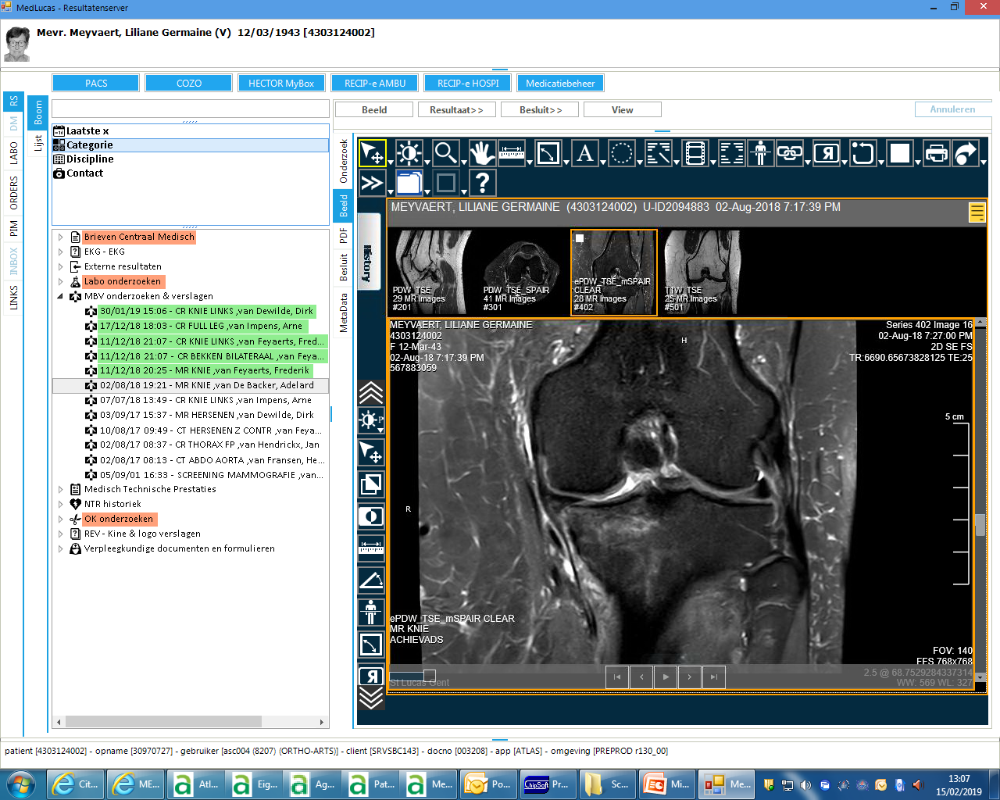 MedLucas - Resultatenserver
Mevr. Meyvaert, Liliane Germaine (V) 12/03/1943 [4303124002]
PACS
COZO
HECTOR MyBox
RECIP-e AMBU
RECIP-e HOSPI
Medicatiebeheer
RS
DM
LABO
ORDERS
PIM
INBOX
LINKS
Boom
Lijst
Laatste x
Categorie
Discipline
Contact
Brieven Centraal Medisch
EKG - EKG
Externe resultaten
Labo onderzoeken
MBV onderzoeken & verslagen
30/01/19 15:06 - CR KNIE LINKS ,van Dewilde, Dirk
17/12/18 18:03 - CR FULL LEG ,van Impens, Arne
11/12/18 21:07 - CR KNIE LINKS ,van Feyaerts, Fred...
11/12/18 21:07 - CR BEKKEN BILATERAAL ,van Feya...
11/12/18 20:25 - MR KNIE ,van Feyaerts, Frederik
02/08/18 19:21 - MR KNIE ,van De Backer, Adelard
07/07/18 13:49 - CR KNIE LINKS ,van Impens, Arne
03/09/17 15:37 - MR HERSENEN ,van Dewilde, Dirk
10/08/17 09:49 - CT HERSENEN Z CONTR ,van Feya...
02/08/17 08:37 - CR THORAX FP ,van Hendrickx, Jan
02/08/17 08:13 - CT ABDO AORTA ,van Fransen, He...
05/09/01 16:33 - SCREENING MAMMOGRAFIE ,van...
Medisch Technische Prestaties
NTR historiek
OK onderzoeken
REV - Kine & logo verslagen
Verpleegkundige documenten en formulieren
Beeld
Resultaat>>
Besluit>>
View
Annuleren
Onderzoek
Beeld
PDF
Besluit
MetaData
History
MEYVAERT, LILIANE GERMAINE (4303124002) U-ID2094883 02-Aug-2018 7:17:39 PM
PDW_TSE
29 MR Images
#201
PDW_TSE_SPAIR
41 MR Images
#301
ePDW_TSE_mSPAIR
CLEAR
28 MR Images
#402
T1W_TSE
25 MR Images
#501
MEYVAERT, LILIANE GERMAINE
4303124002
F 12-Mar-43
02-Aug-18 7:17:39 PM
567883059
H
Series 402 Image 16
02-Aug-18 7:27:00 PM
2D SE FS
TR:6690.65673828125 TE:25
5 cm
R
ePDW_TSE_mSPAIR CLEAR
MR KNIE
ACHIEVADS
St Lucas Gent
FOV: 140
FFS 768x768
2.5 @ 68.7529284337314
WW: 569 WL: 327
patient [4303124002] - opname [30970727] - gebruiker [asc004 (8207) (ORTHO-ARTS)] - client [SRVSBC143] - docno [003208] - app [ATLAS] - omgeving [PREPROD r130_00]
Cit...
ME...
Atl...
Eig...
Ag...
Pat...
Me...
Po...
ChipSoft
Pr...
Sc...
Mi...
Me...
13:07
15/02/2019